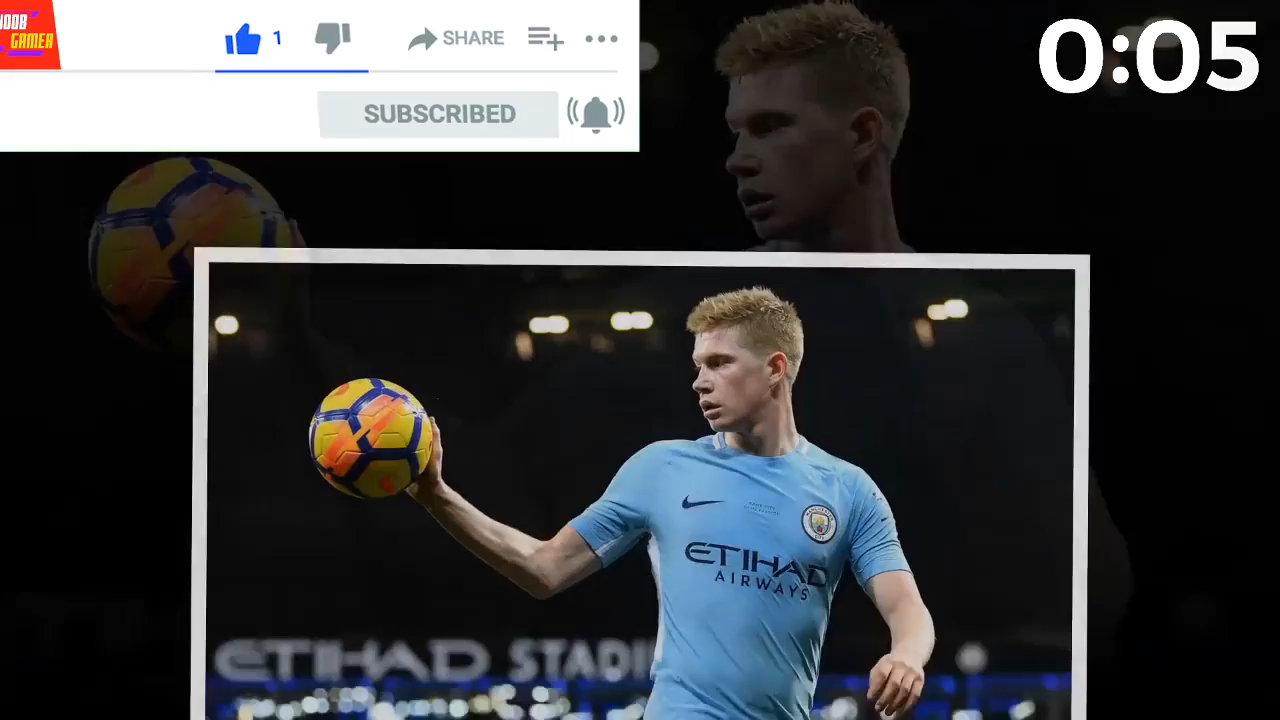 NOOB
GAMER
1
SHARE
SUBSCRIBED
0:05
ETIHAD
AIRWAYS
ETIHAD STADI